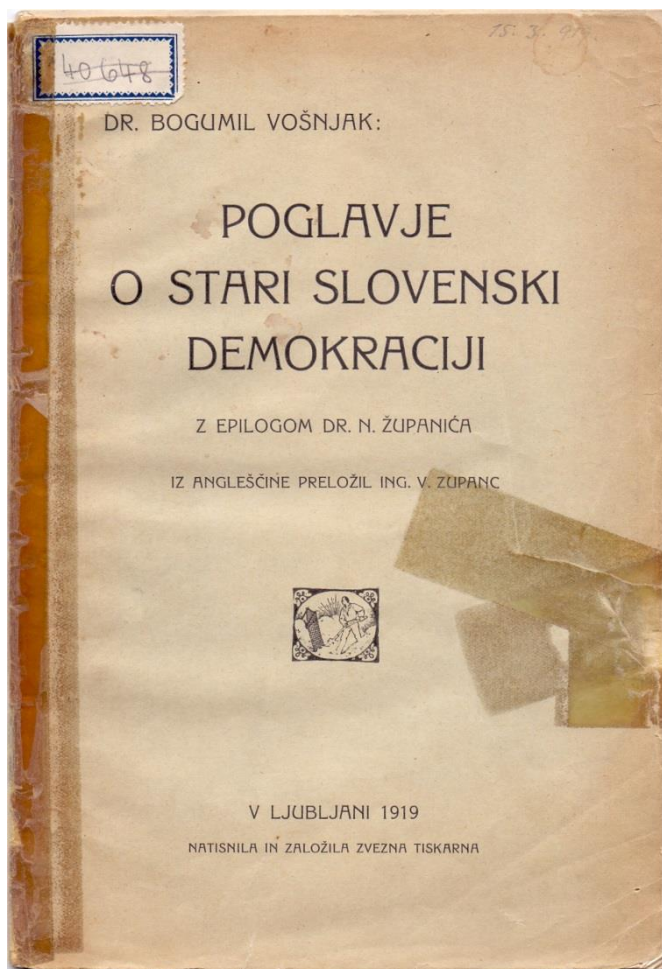 40648
15. 3. 919.
DR. BOGUMIL VOŠNJAK:
POGLAVJE
O STARI SLOVENSKI
DEMOKRACIJI
Z EPILOGOM DR. N. ŽUPANIĆA
IZ ANGLEŠČINE PRELOŽIL ING. V. ZUPANC
V LJUBLJANI 1919
NATISNILA IN ZALOŽILA ZVEZNA TISKARNA